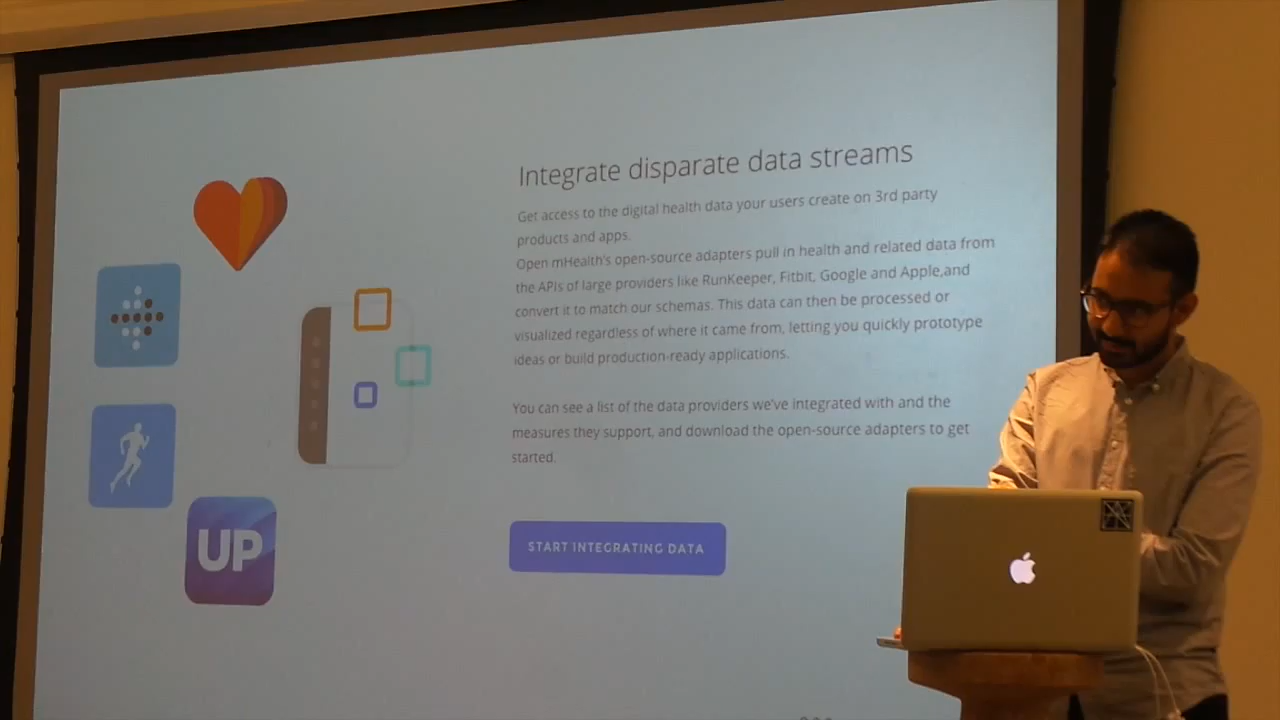 Integrate disparate data streams
Get access to the digital health data your users create on 3rd party
products and apps.
Open mHealth's open-source adapters pull in health and related data from
the APIs of large providers like RunKeeper, Fitbit, Google and Apple,and
convert it to match our schemas. This data can then be processed or
visualized regardless of where it came from, letting you quickly prototype
ideas or build production-ready applications.
You can see a list of the data providers we've integrated with and the
measures they support, and download the open-source adapters to get
started.
UP
START INTEGRATING DATA